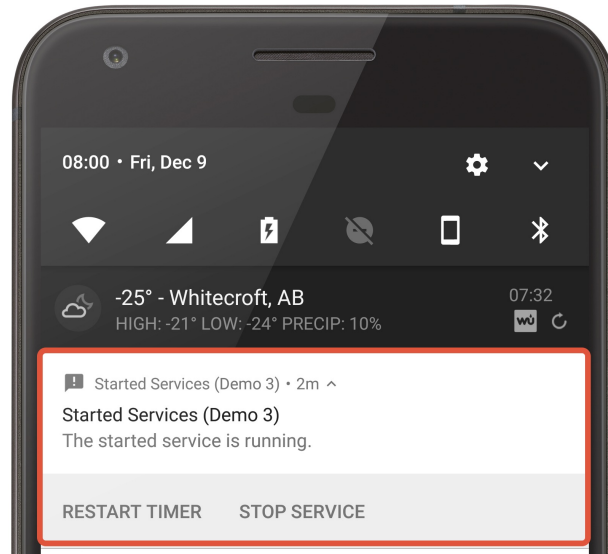 08:00 • Fri, Dec 9
-25° - Whitecroft, AB
07:32
HIGH: -21° LOW: -24° PRECIP: 10%
wu
Started Services (Demo 3) • 2m
Started Services (Demo 3)
The started service is running.
RESTART TIMER STOP SERVICE